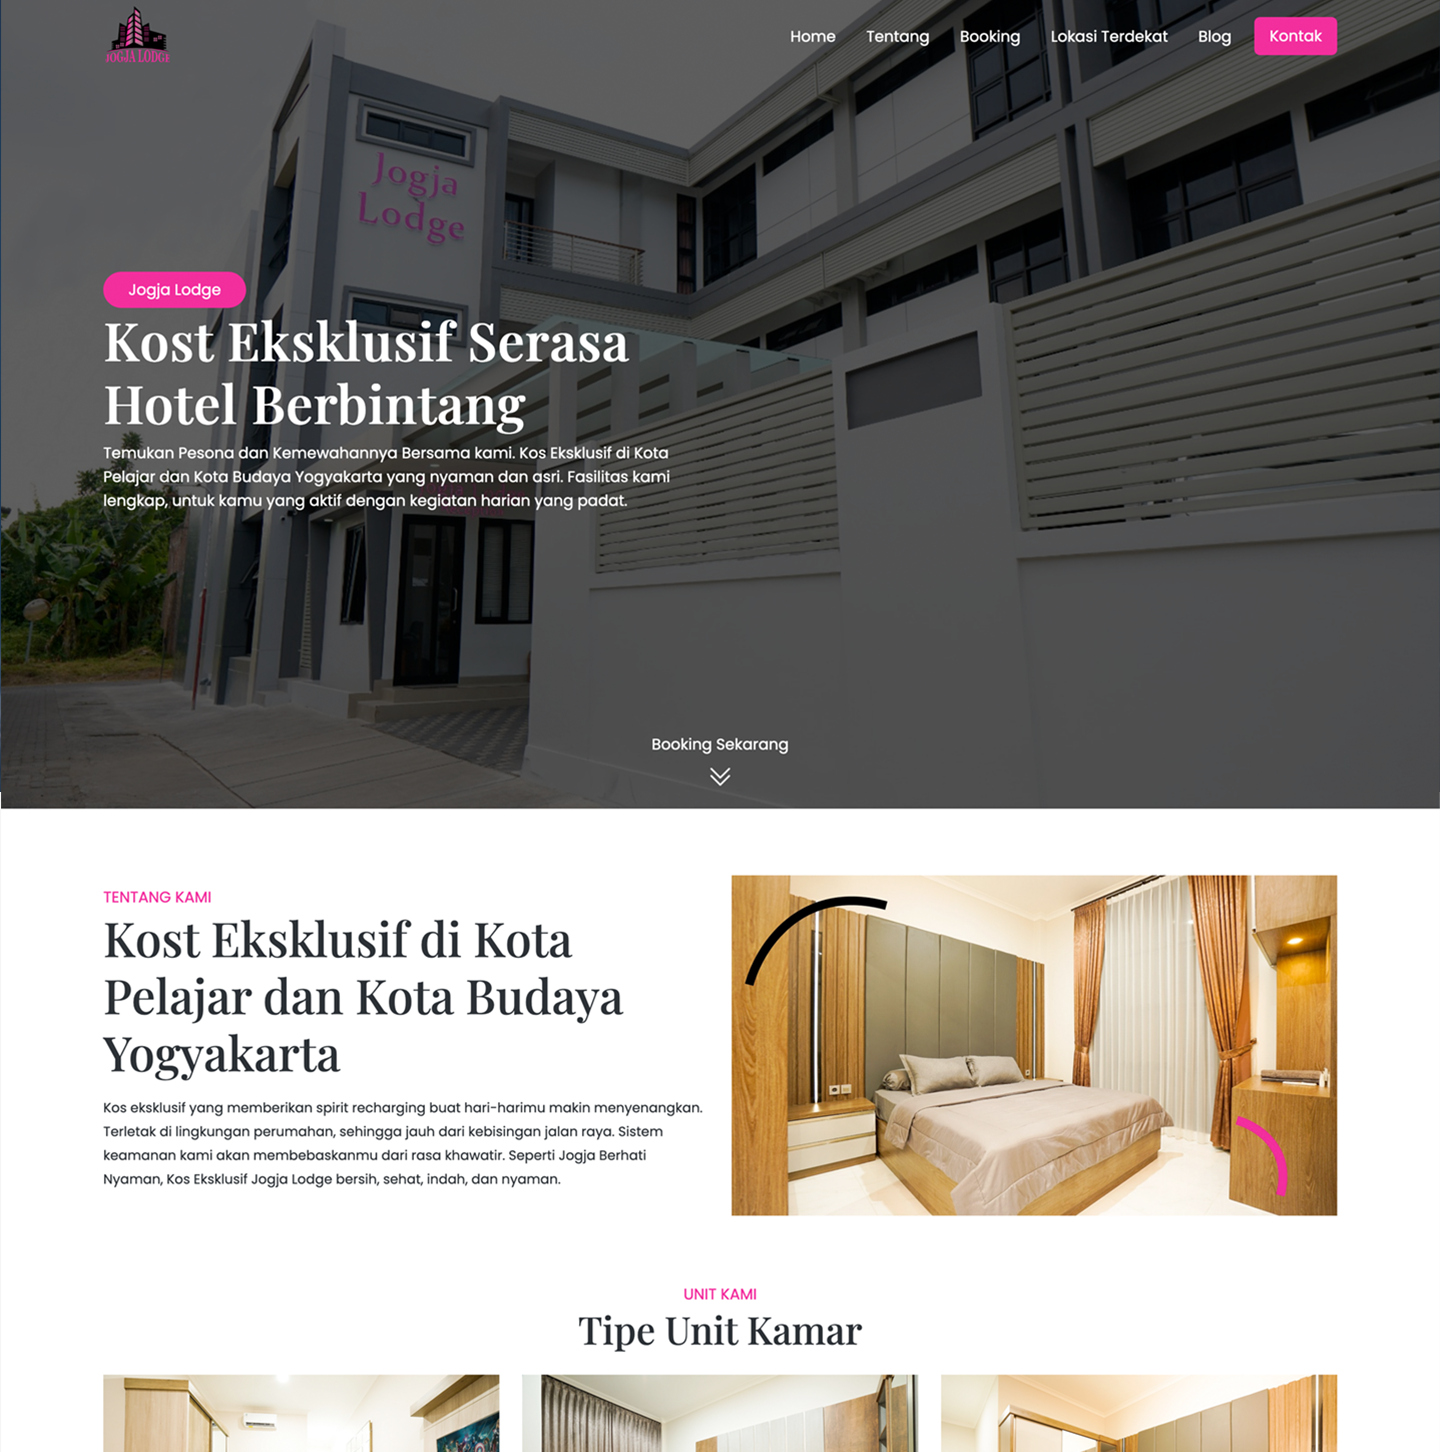 JOGJA LODGE
Home Tentang Booking Lokasi Terdekat Blog Kontak
Jogja
Lodge
Jogja Lodge
Kost Eksklusif Serasa
Hotel Berbintang
Temukan Pesona dan Kemewahannya Bersama kami. Kos Eksklusif di Kota
Pelajar dan Kota Budaya Yogyakarta yang nyaman dan asri. Fasilitas kami
lengkap, untuk kamu yang aktif dengan kegiatan harian yang padat.
Booking Sekarang
TENTANG KAMI
Kost Eksklusif di Kota
Pelajar dan Kota Budaya
Yogyakarta
Kos eksklusif yang memberikan spirit recharging buat hari-harimu makin menyenangkan.
Terletak di lingkungan perumahan, sehingga jauh dari kebisingan jalan raya. Sistem
keamanan kami akan membebaskanmu dari rasa khawatir. Seperti Jogja Berhati
Nyaman, Kos Eksklusif Jogja Lodge bersih, sehat, indah, dan nyaman.
UNIT KAMI
Tipe Unit Kamar